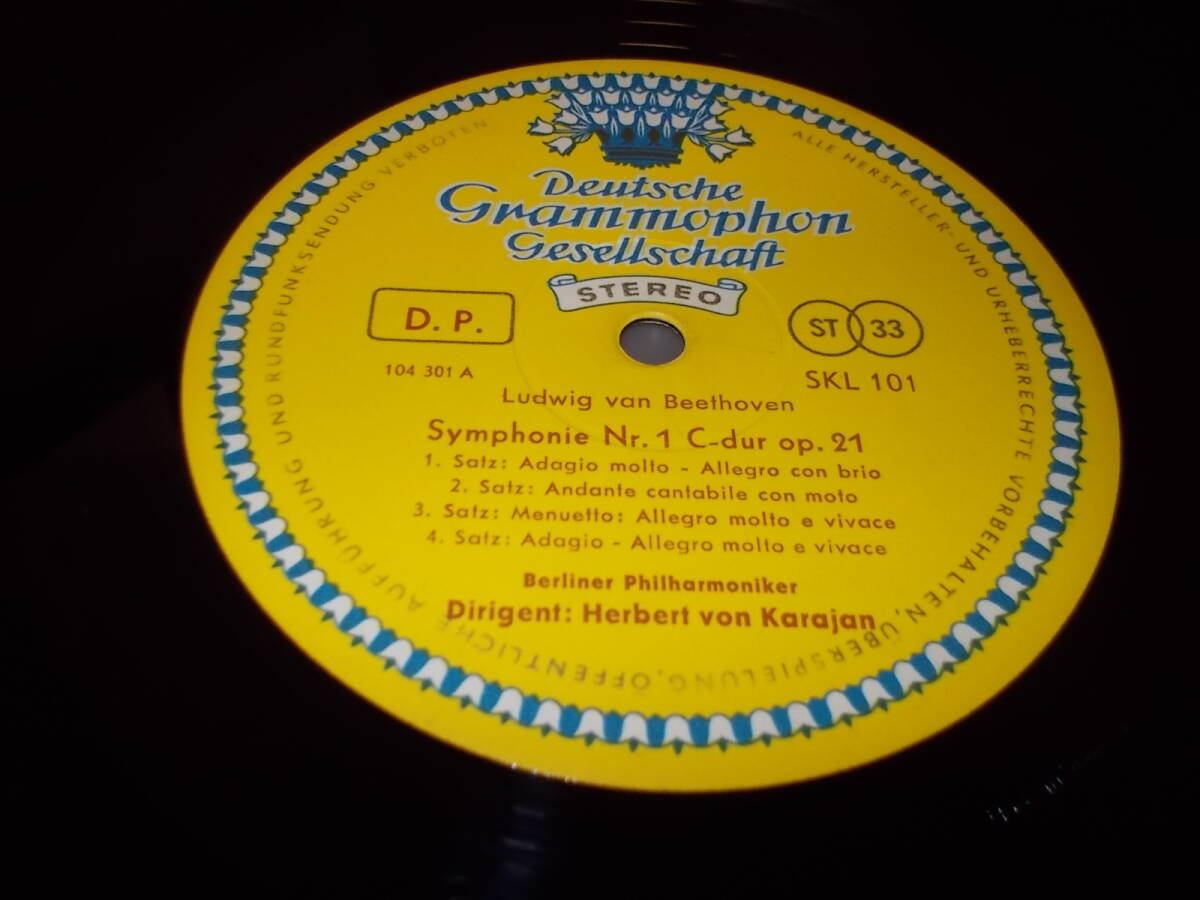 Deutsche
Grammophon
Gesellschaft
STEREO
D. P.
ST 33
104 301 A
SKL 101
Ludwig van Beethoven
Symphonie Nr. 1 C-dur op. 21
1. Satz: Adagio molto - Allegro con brio
2. Satz: Andante cantabile con moto
3. Satz: Menuetto: Allegro molto e vivace
4. Satz: Adagio - Allegro molto e vivace
Berliner Philharmoniker
Dirigent: Herbert von Karajan
ALLE HERSTELLER- UND URHEBERRECHTE VORBEHALTEN, ÜBERSPIELUNG, ÖFFENTLICHE AUFFÜHRUNG UND RUNDFUNKSENDUNG VERBOTEN